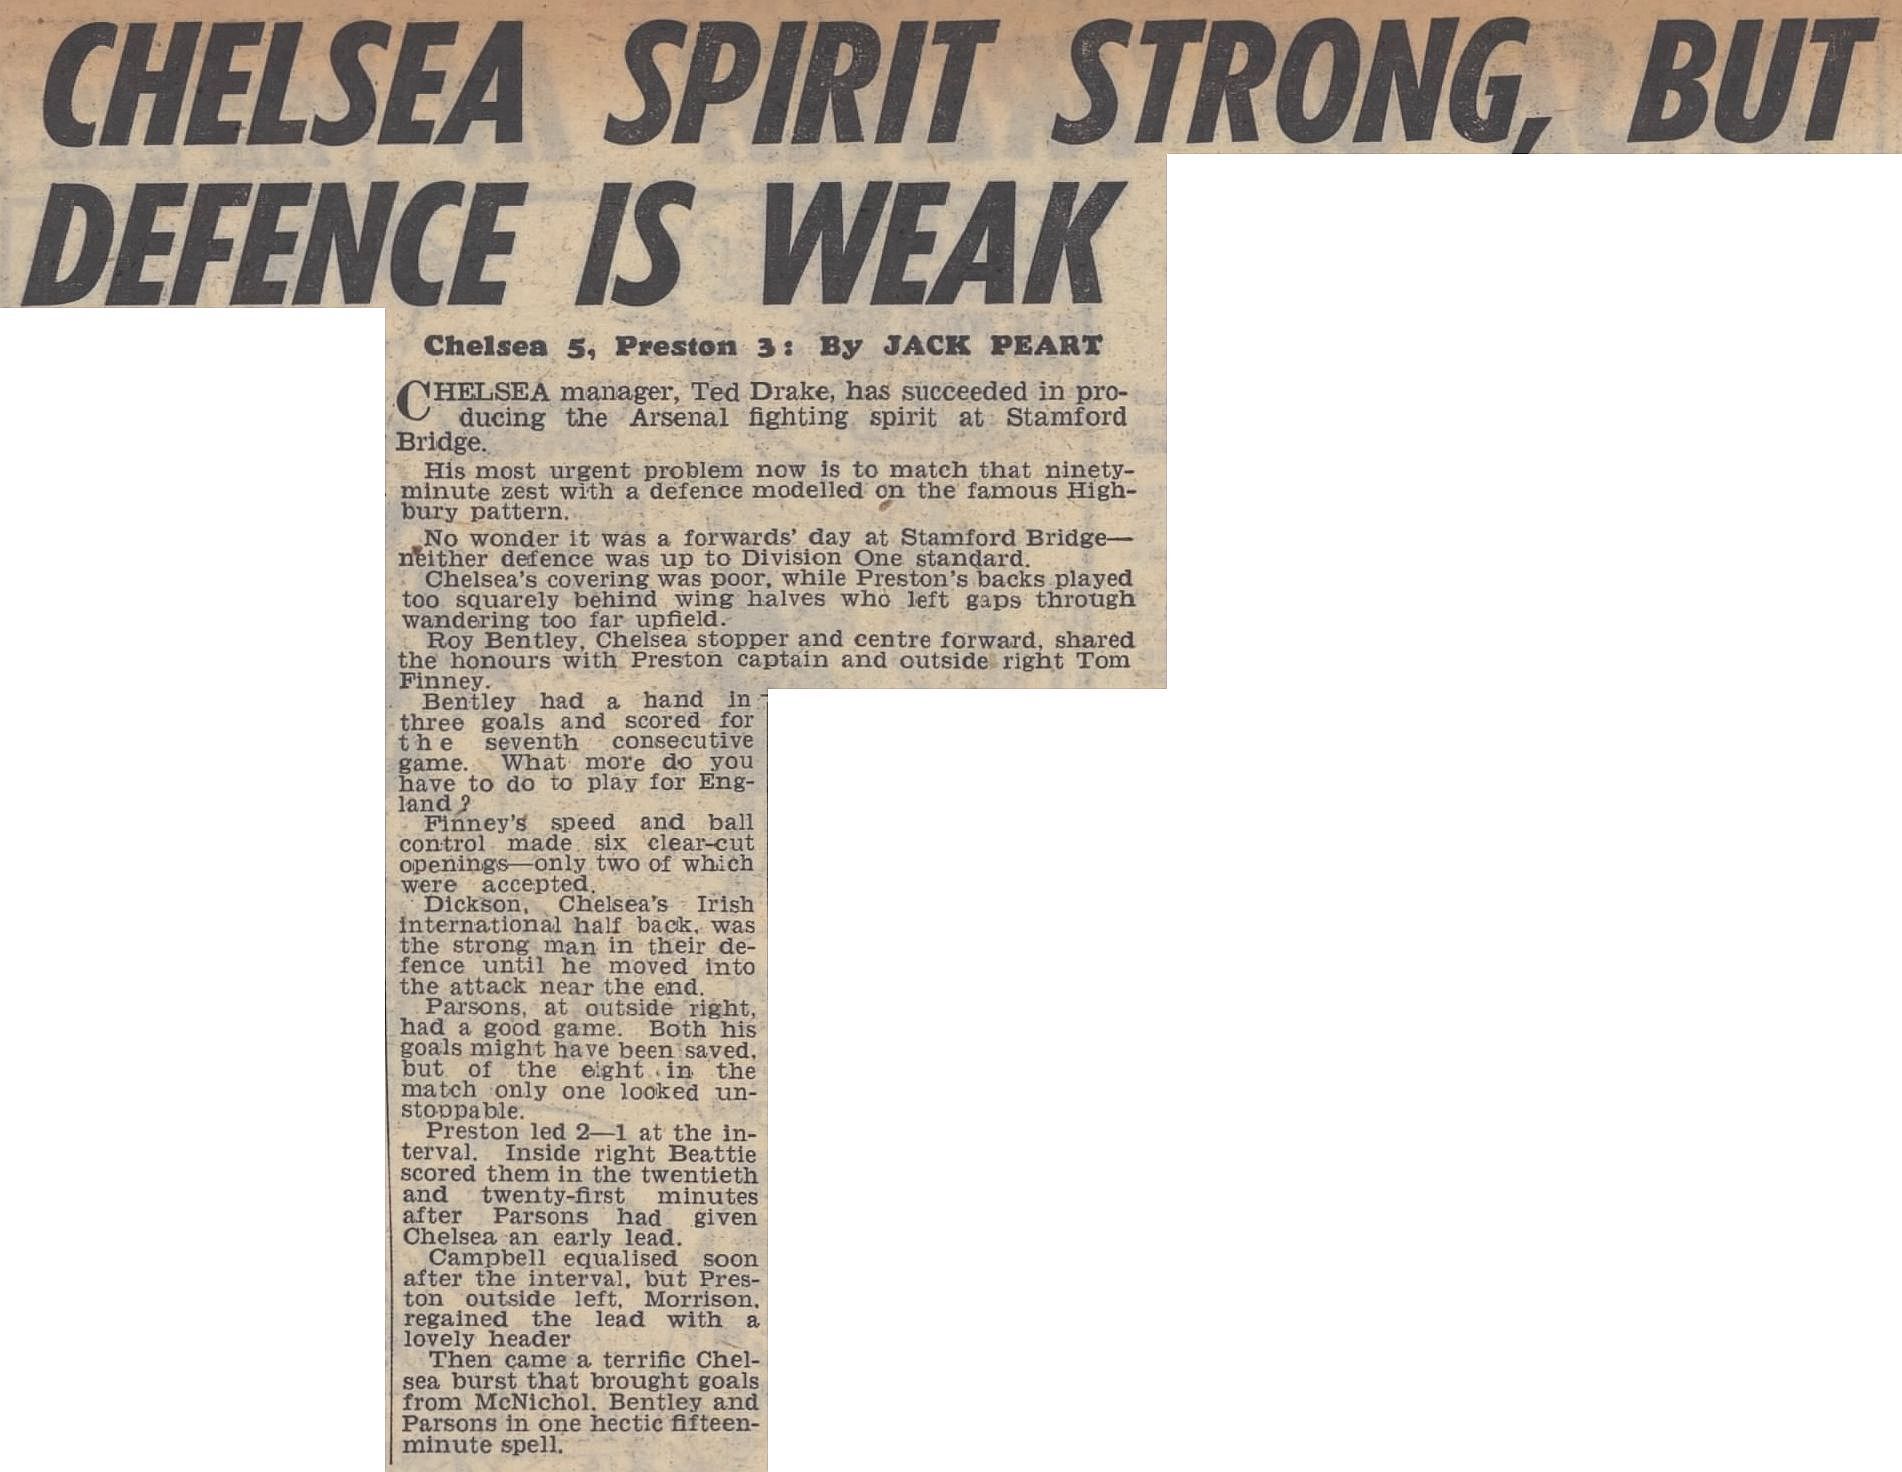 CHELSEA SPIRIT STRONG, BUT
DEFENCE IS WEAK
Chelsea 5, Preston 3: By JACK PEART
CHELSEA manager, Ted Drake, has succeeded in pro-
ducing the Arsenal fighting spirit at Stamford
Bridge.
His most urgent problem now is to match that ninety-
minute zest with a defence modelled on the famous High-
bury pattern.
No wonder it was a forwards' day at Stamford Bridge—
neither defence was up to Division One standard.
Chelsea's covering was poor, while Preston's backs played
too squarely behind wing halves who left gaps through
wandering too far upfield.
Roy Bentley, Chelsea stopper and centre forward, shared
the honours with Preston captain and outside right Tom
Finney.
Bentley had a hand in
three goals and scored for
the seventh consecutive
game. What more do you
have to do to play for Eng-
land?
Finney's speed and ball
control made six clear-cut
openings—only two of which
were accepted.
Dickson, Chelsea's Irish
international half back, was
the strong man in their de-
fence until he moved into
the attack near the end.
Parsons, at outside right,
had a good game. Both his
goals might have been saved,
but of the eight in the
match only one looked un-
stoppable.
Preston led 2—1 at the in-
terval. Inside right Beattie
scored them in the twentieth
and twenty-first minutes
after Parsons had given
Chelsea an early lead.
Campbell equalised soon
after the interval, but Pres-
ton outside left, Morrison,
regained the lead with a
lovely header
Then came a terrific Chel-
sea burst that brought goals
from McNichol, Bentley and
Parsons in one hectic fifteen-
minute spell.